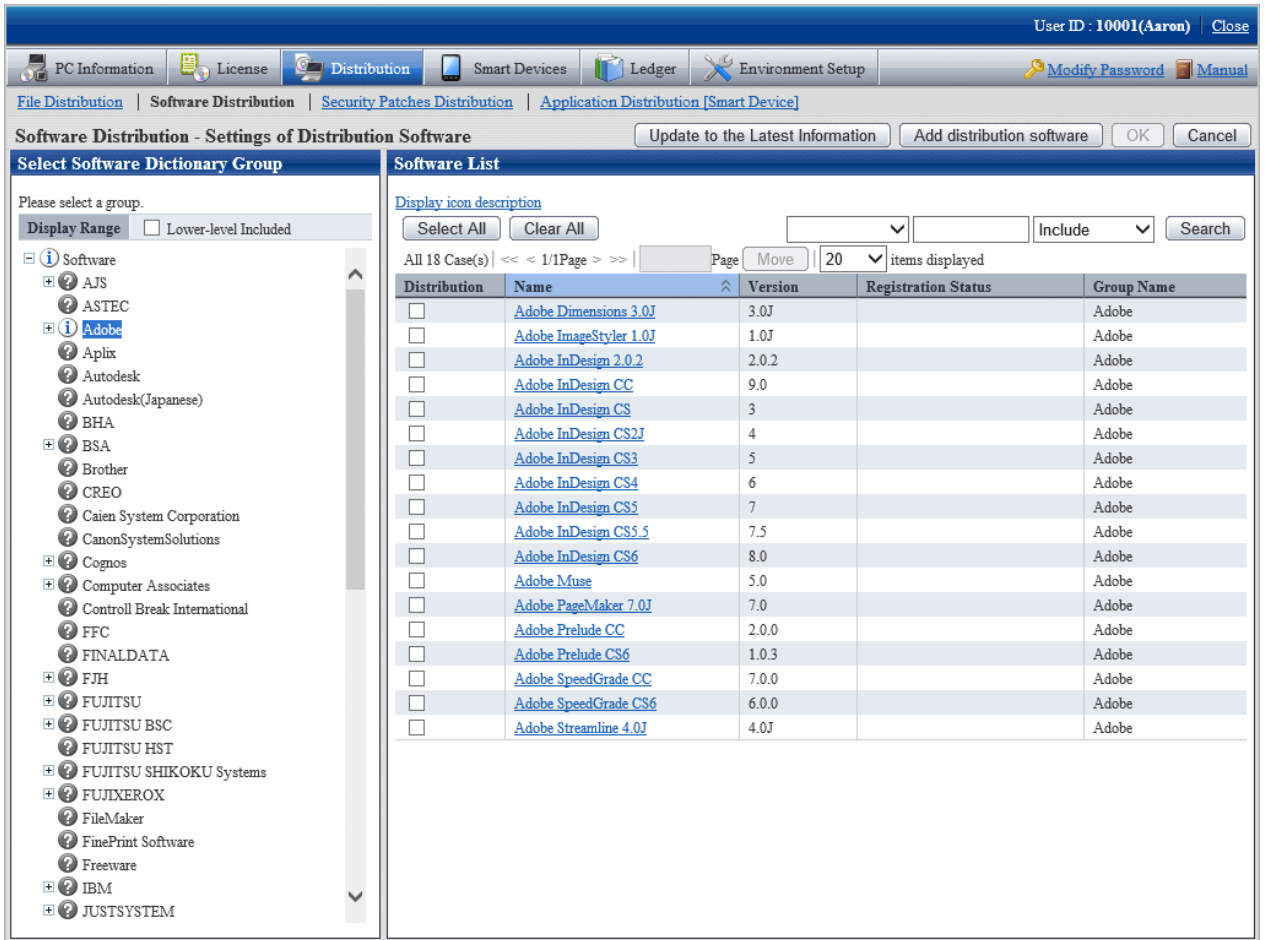 User ID : 10001(Aaron) Close
PC Information License Distribution Smart Devices Ledger Environment Setup Modify Password Manual
File Distribution | Software Distribution | Security Patches Distribution | Application Distribution [Smart Device]
Software Distribution - Settings of Distribution Software Update to the Latest Information Add distribution software OK Cancel
Select Software Dictionary Group
Please select a group.
Display Range Lower-level Included
Software
AJS
ASTEC
Adobe
Aplix
Autodesk
Autodesk(Japanese)
BHA
BSA
Brother
CREO
Caien System Corporation
CanonSystemSolutions
Cognos
Computer Associates
Controll Break International
FFC
FINALDATA
FJH
FUJITSU
FUJITSU BSC
FUJITSU HST
FUJITSU SHIKOKU Systems
FUJIXEROX
FileMaker
FinePrint Software
Freeware
IBM
JUSTSYSTEM
Software List
Display icon description
Select All Clear All Include Search
All 18 Case(s) | << < 1/1Page > >> | Page Move | 20 items displayed
Distribution Name Version Registration Status Group Name
Adobe Dimensions 3.0J 3.0J Adobe
Adobe ImageStyler 1.0J 1.0J Adobe
Adobe InDesign 2.0.2 2.0.2 Adobe
Adobe InDesign CC 9.0 Adobe
Adobe InDesign CS 3 Adobe
Adobe InDesign CS2J 4 Adobe
Adobe InDesign CS3 5 Adobe
Adobe InDesign CS4 6 Adobe
Adobe InDesign CS5 7 Adobe
Adobe InDesign CS5.5 7.5 Adobe
Adobe InDesign CS6 8.0 Adobe
Adobe Muse 5.0 Adobe
Adobe PageMaker 7.0J 7.0 Adobe
Adobe Prelude CC 2.0.0 Adobe
Adobe Prelude CS6 1.0.3 Adobe
Adobe SpeedGrade CC 7.0.0 Adobe
Adobe SpeedGrade CS6 6.0.0 Adobe
Adobe Streamline 4.0J 4.0J Adobe